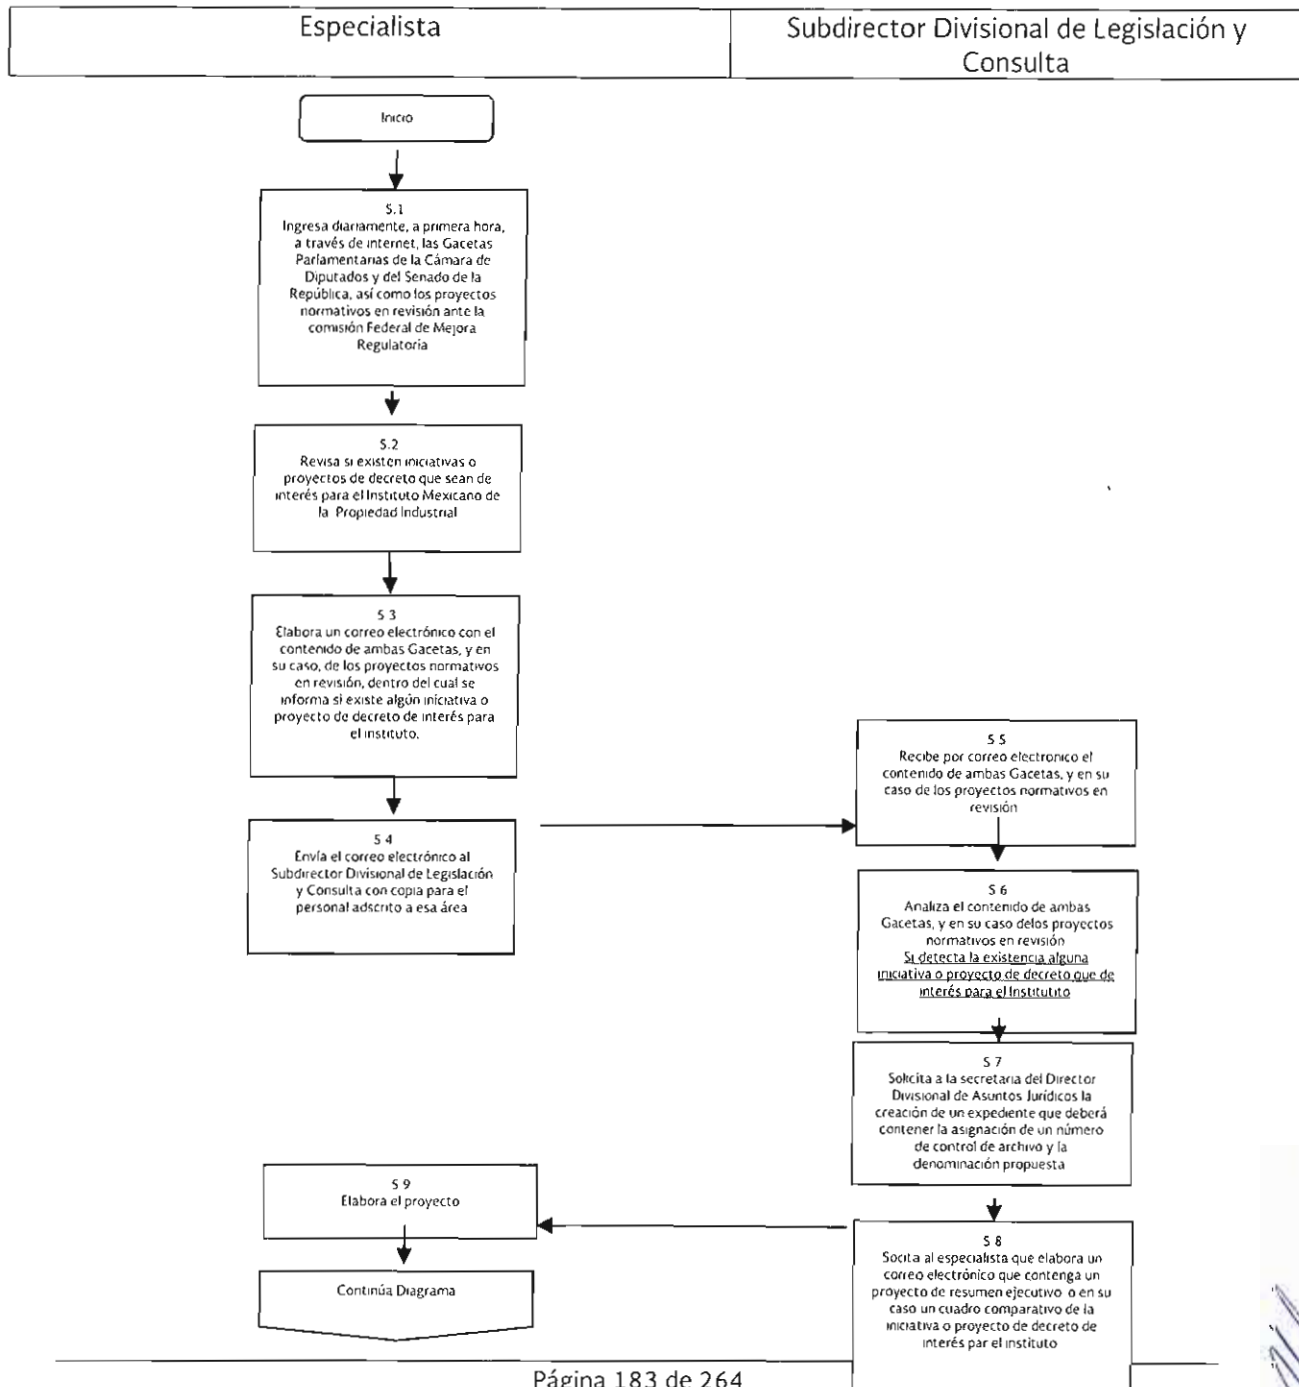 Especialista
Subdirector Divisional de Legislación y
Consulta
Inicio
5.1
Ingresa diariamente, a primera hora,
a través de internet, las Gacetas
Parlamentarias de la Cámara de
Diputados y del Senado de la
República, así como los proyectos
normativos en revisión ante la
comisión Federal de Mejora
Regulatoria
5.2
Revisa si existen iniciativas o
proyectos de decreto que sean de
interés para el Instituto Mexicano de
la Propiedad Industrial
5 3
Elabora un correo electrónico con el
contenido de ambas Gacetas, y en
su caso, de los proyectos normativos
en revisión, dentro del cual se
informa si existe algún iniciativa o
proyecto de decreto de interés para
el instituto.
5 4
Envía el correo electrónico al
Subdirector Divisional de Legislación
y Consulta con copia para el
personal adscrito a esa área
5 5
Recibe por correo electronico el
contenido de ambas Gacetas, y en su
caso de los proyectos normativos en
revisión
5 6
Analiza el contenido de ambas
Gacetas, y en su caso delos proyectos
normativos en revisión
Si detecta la existencia alguna
iniciativa o proyecto de decreto que de
interés para el Institutito
5 7
Solicita a la secretaria del Director
Divisional de Asuntos Jurídicos la
creación de un expediente que deberá
contener la asignación de un número
de control de archivo y la
denominación propuesta
5 8
Socita al especialista que elabora un
correo electrónico que contenga un
proyecto de resumen ejecutivo o en su
caso un cuadro comparativo de la
iniciativa o proyecto de decreto de
interés par el instituto
5 9
Elabora el proyecto
Continúa Diagrama
Página 183 de 264